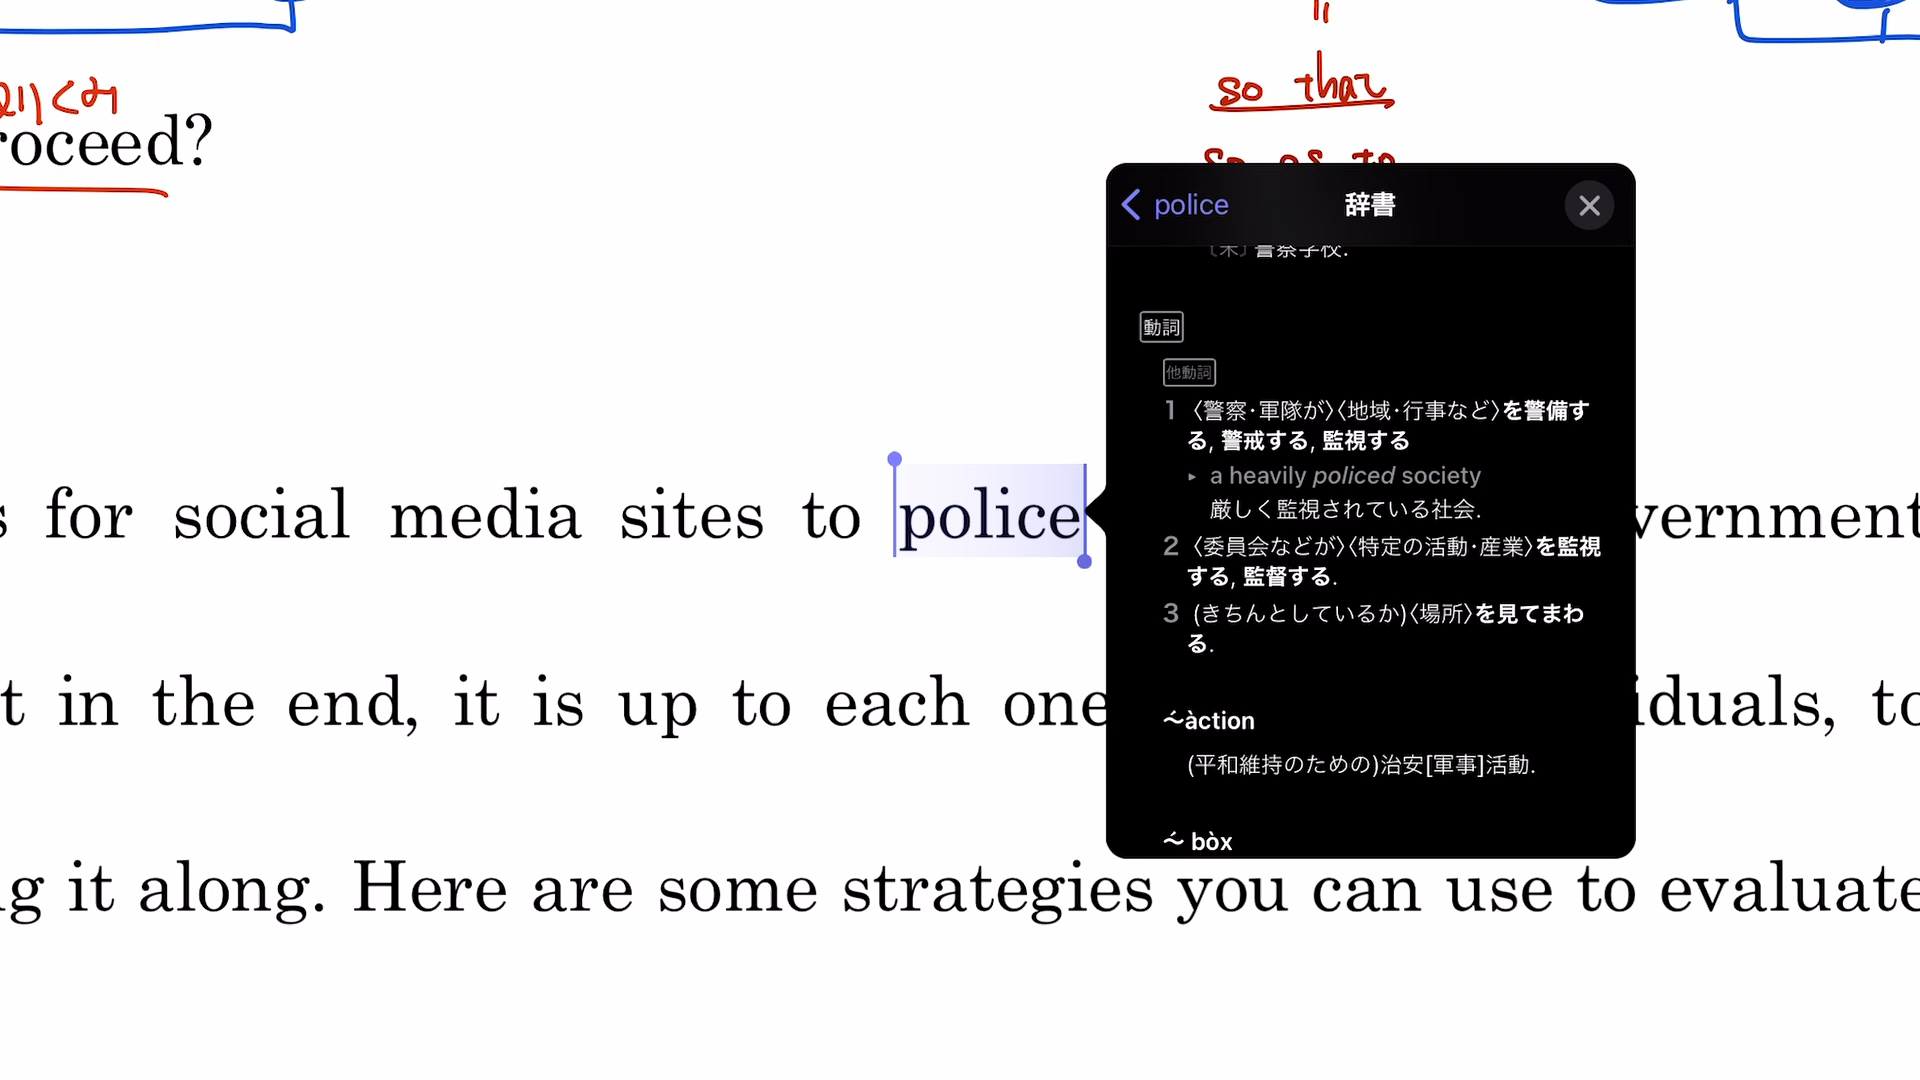 so that
roceed?
so as to
police 辞書
警察学校.
動詞
他動詞
1 〈警察·軍隊が〉〈地域·行事など〉を警備す
る, 警戒する, 監視する
▸ a heavily policed society
厳しく監視されている社会.
s for social media sites to police vernment
2 〈委員会などが〉〈特定の活動·産業〉を監視
する, 監督する.
3 (きちんとしているか)〈場所〉を見てまわ
る.
t in the end, it is up to each one iduals, to
~́àction
(平和維持のための)治安[軍事]活動.
~́ bòx
g it along. Here are some strategies you can use to evaluate